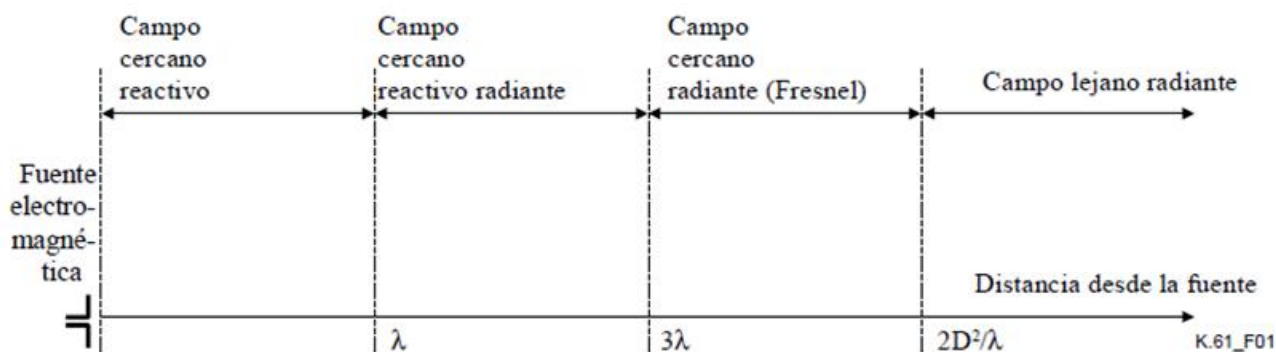 Campo
cercano
reactivo
Campo
cercano
reactivo radiante
Campo
cercano
radiante (Fresnel)
Campo lejano radiante
Fuente
electro-
magné-
tica
Distancia desde la fuente
λ
3λ
2D²/λ
K.61_F01